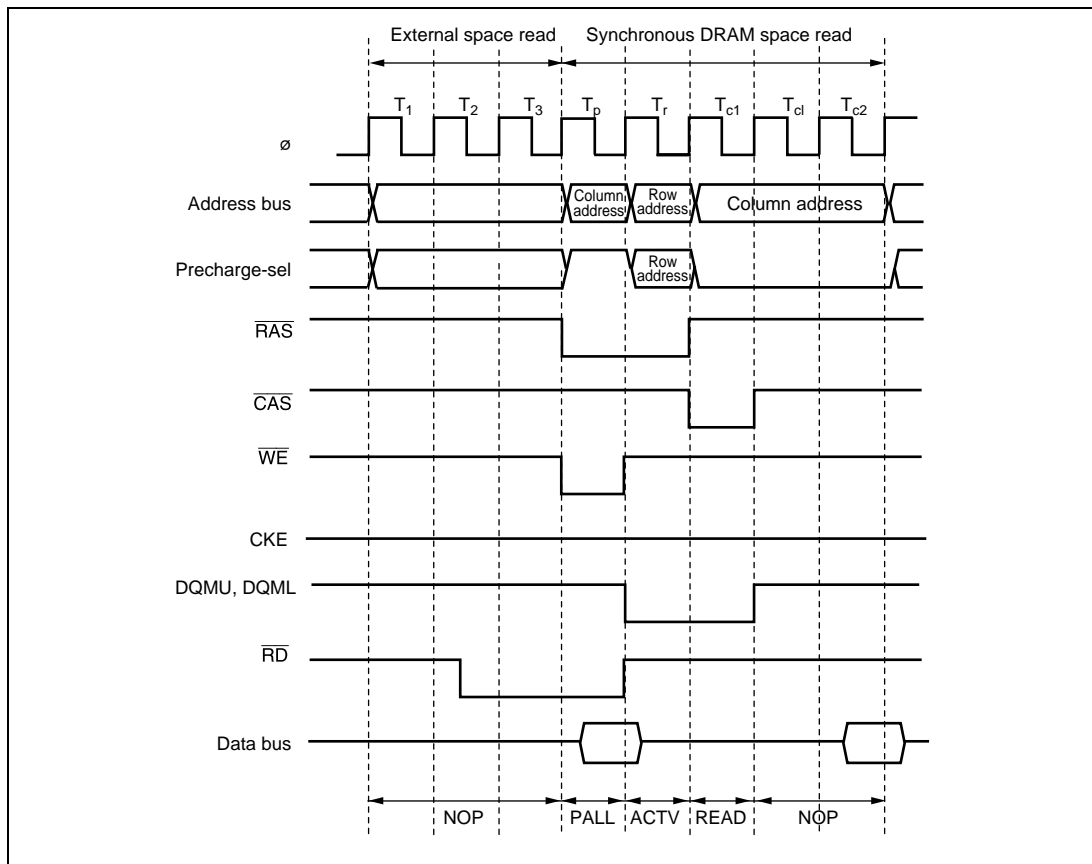 External space read Synchronous DRAM space read
T1 T2 T3 Tp Tr Tc1 Tcl Tc2
ø
Address bus Column address Row address Column address
Precharge-sel Row address
RAS
CAS
WE
CKE
DQMU, DQML
RD
Data bus
NOP PALL ACTV READ NOP